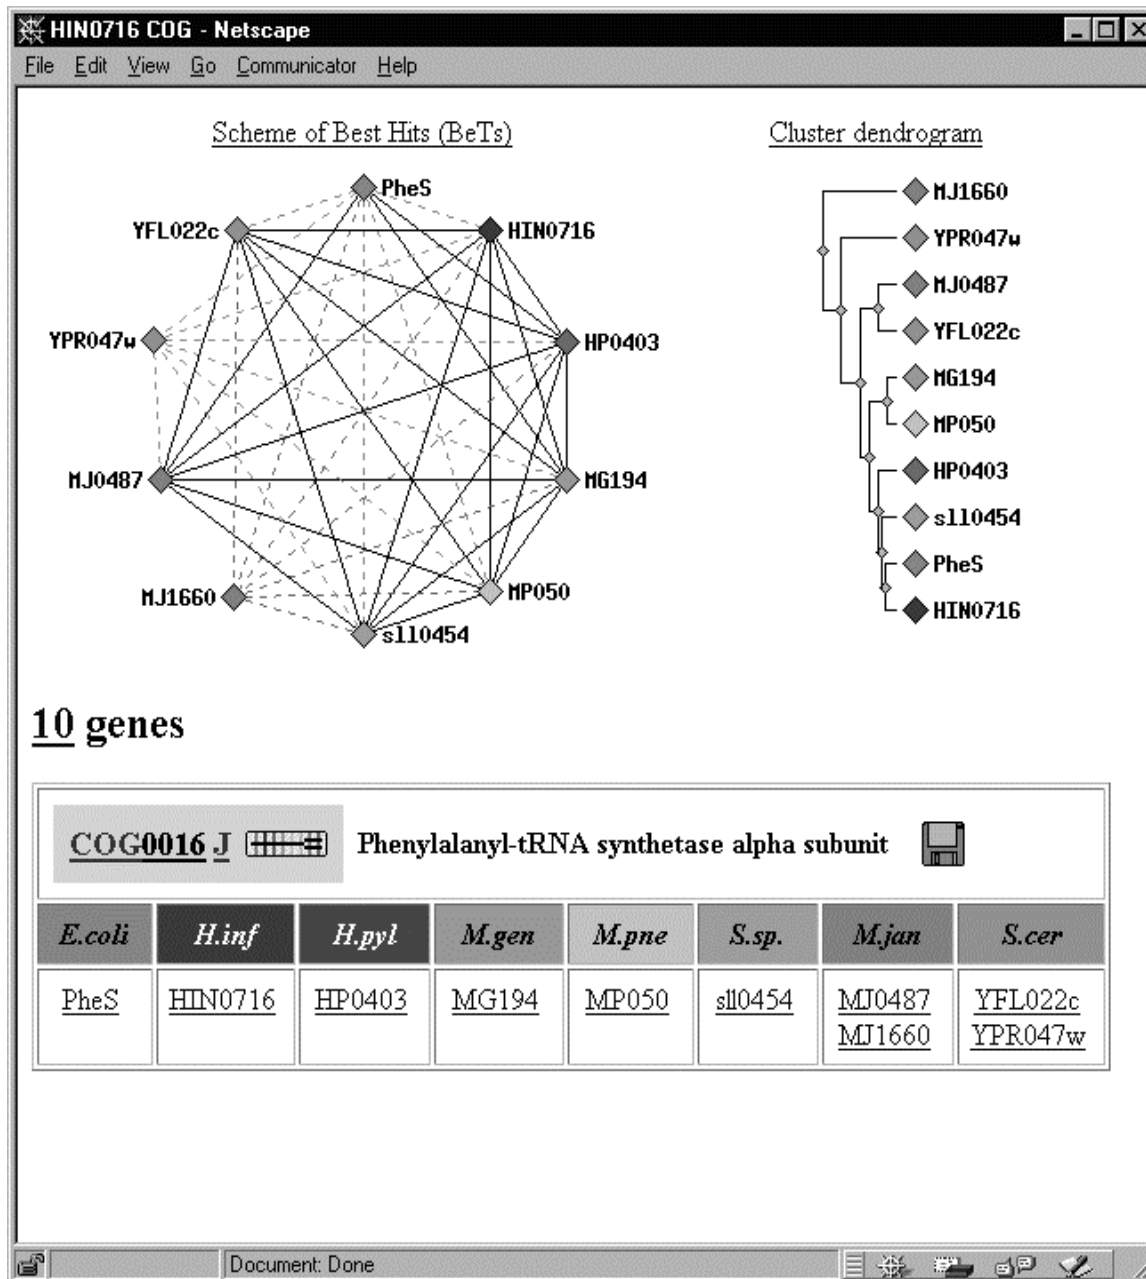 HIN0716 COG - Netscape
File Edit View Go Communicator Help
Scheme of Best Hits (BeTs)
PheS
YFL022c
HIN0716
YPR047w
HP0403
MJ0487
MG194
MJ1660
MP050
sll0454
Cluster dendrogram
MJ1660
YPR047w
MJ0487
YFL022c
MG194
MP050
HP0403
sll0454
PheS
HIN0716
10 genes
COG0016 J Phenylalanyl-tRNA synthetase alpha subunit
E.coli H.inf H.pyl M.gen M.pne S.sp. M.jan S.cer
PheS HIN0716 HP0403 MG194 MP050 sll0454 MJ0487 YFL022c
MJ1660 YPR047w
Document: Done